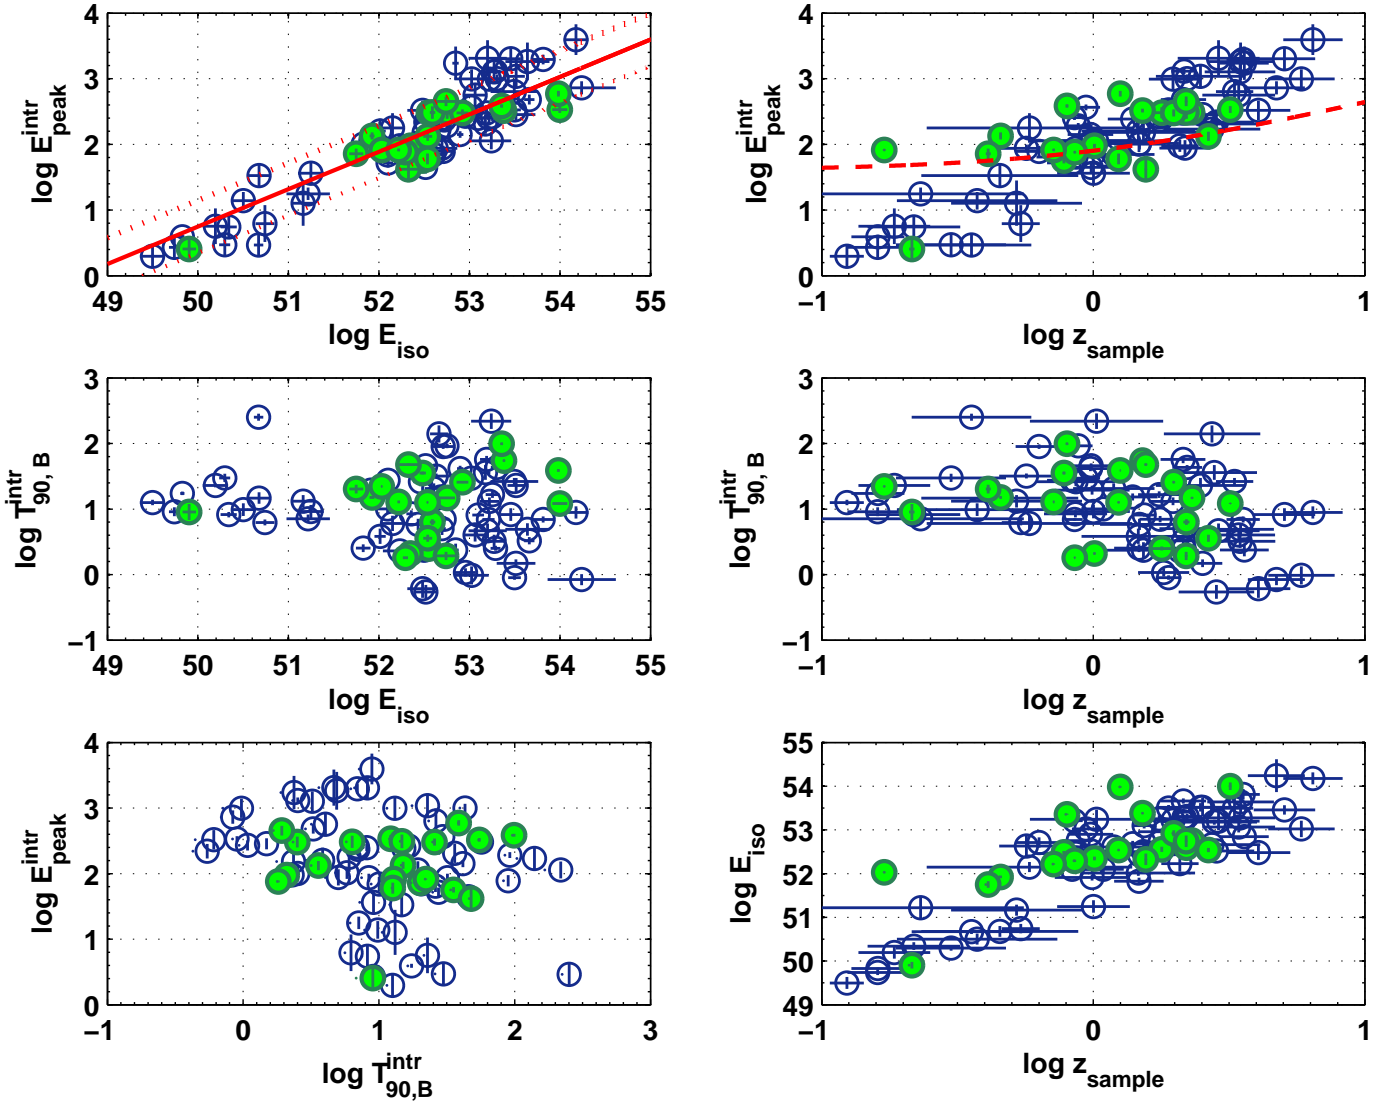 4
3
2
1
0
49 50 51 52 53 54 55
log E_iso
log E^intr_peak
4
3
2
1
0
−1 0 1
log z_sample
log E^intr_peak
3
2
1
0
−1
49 50 51 52 53 54 55
log E_iso
log T^intr_90, B
3
2
1
0
−1
−1 0 1
log z_sample
log T^intr_90, B
4
3
2
1
0
−1 0 1 2 3
log T^intr_90,B
log E^intr_peak
55
54
53
52
51
50
49
−1 0 1
log z_sample
log E_iso